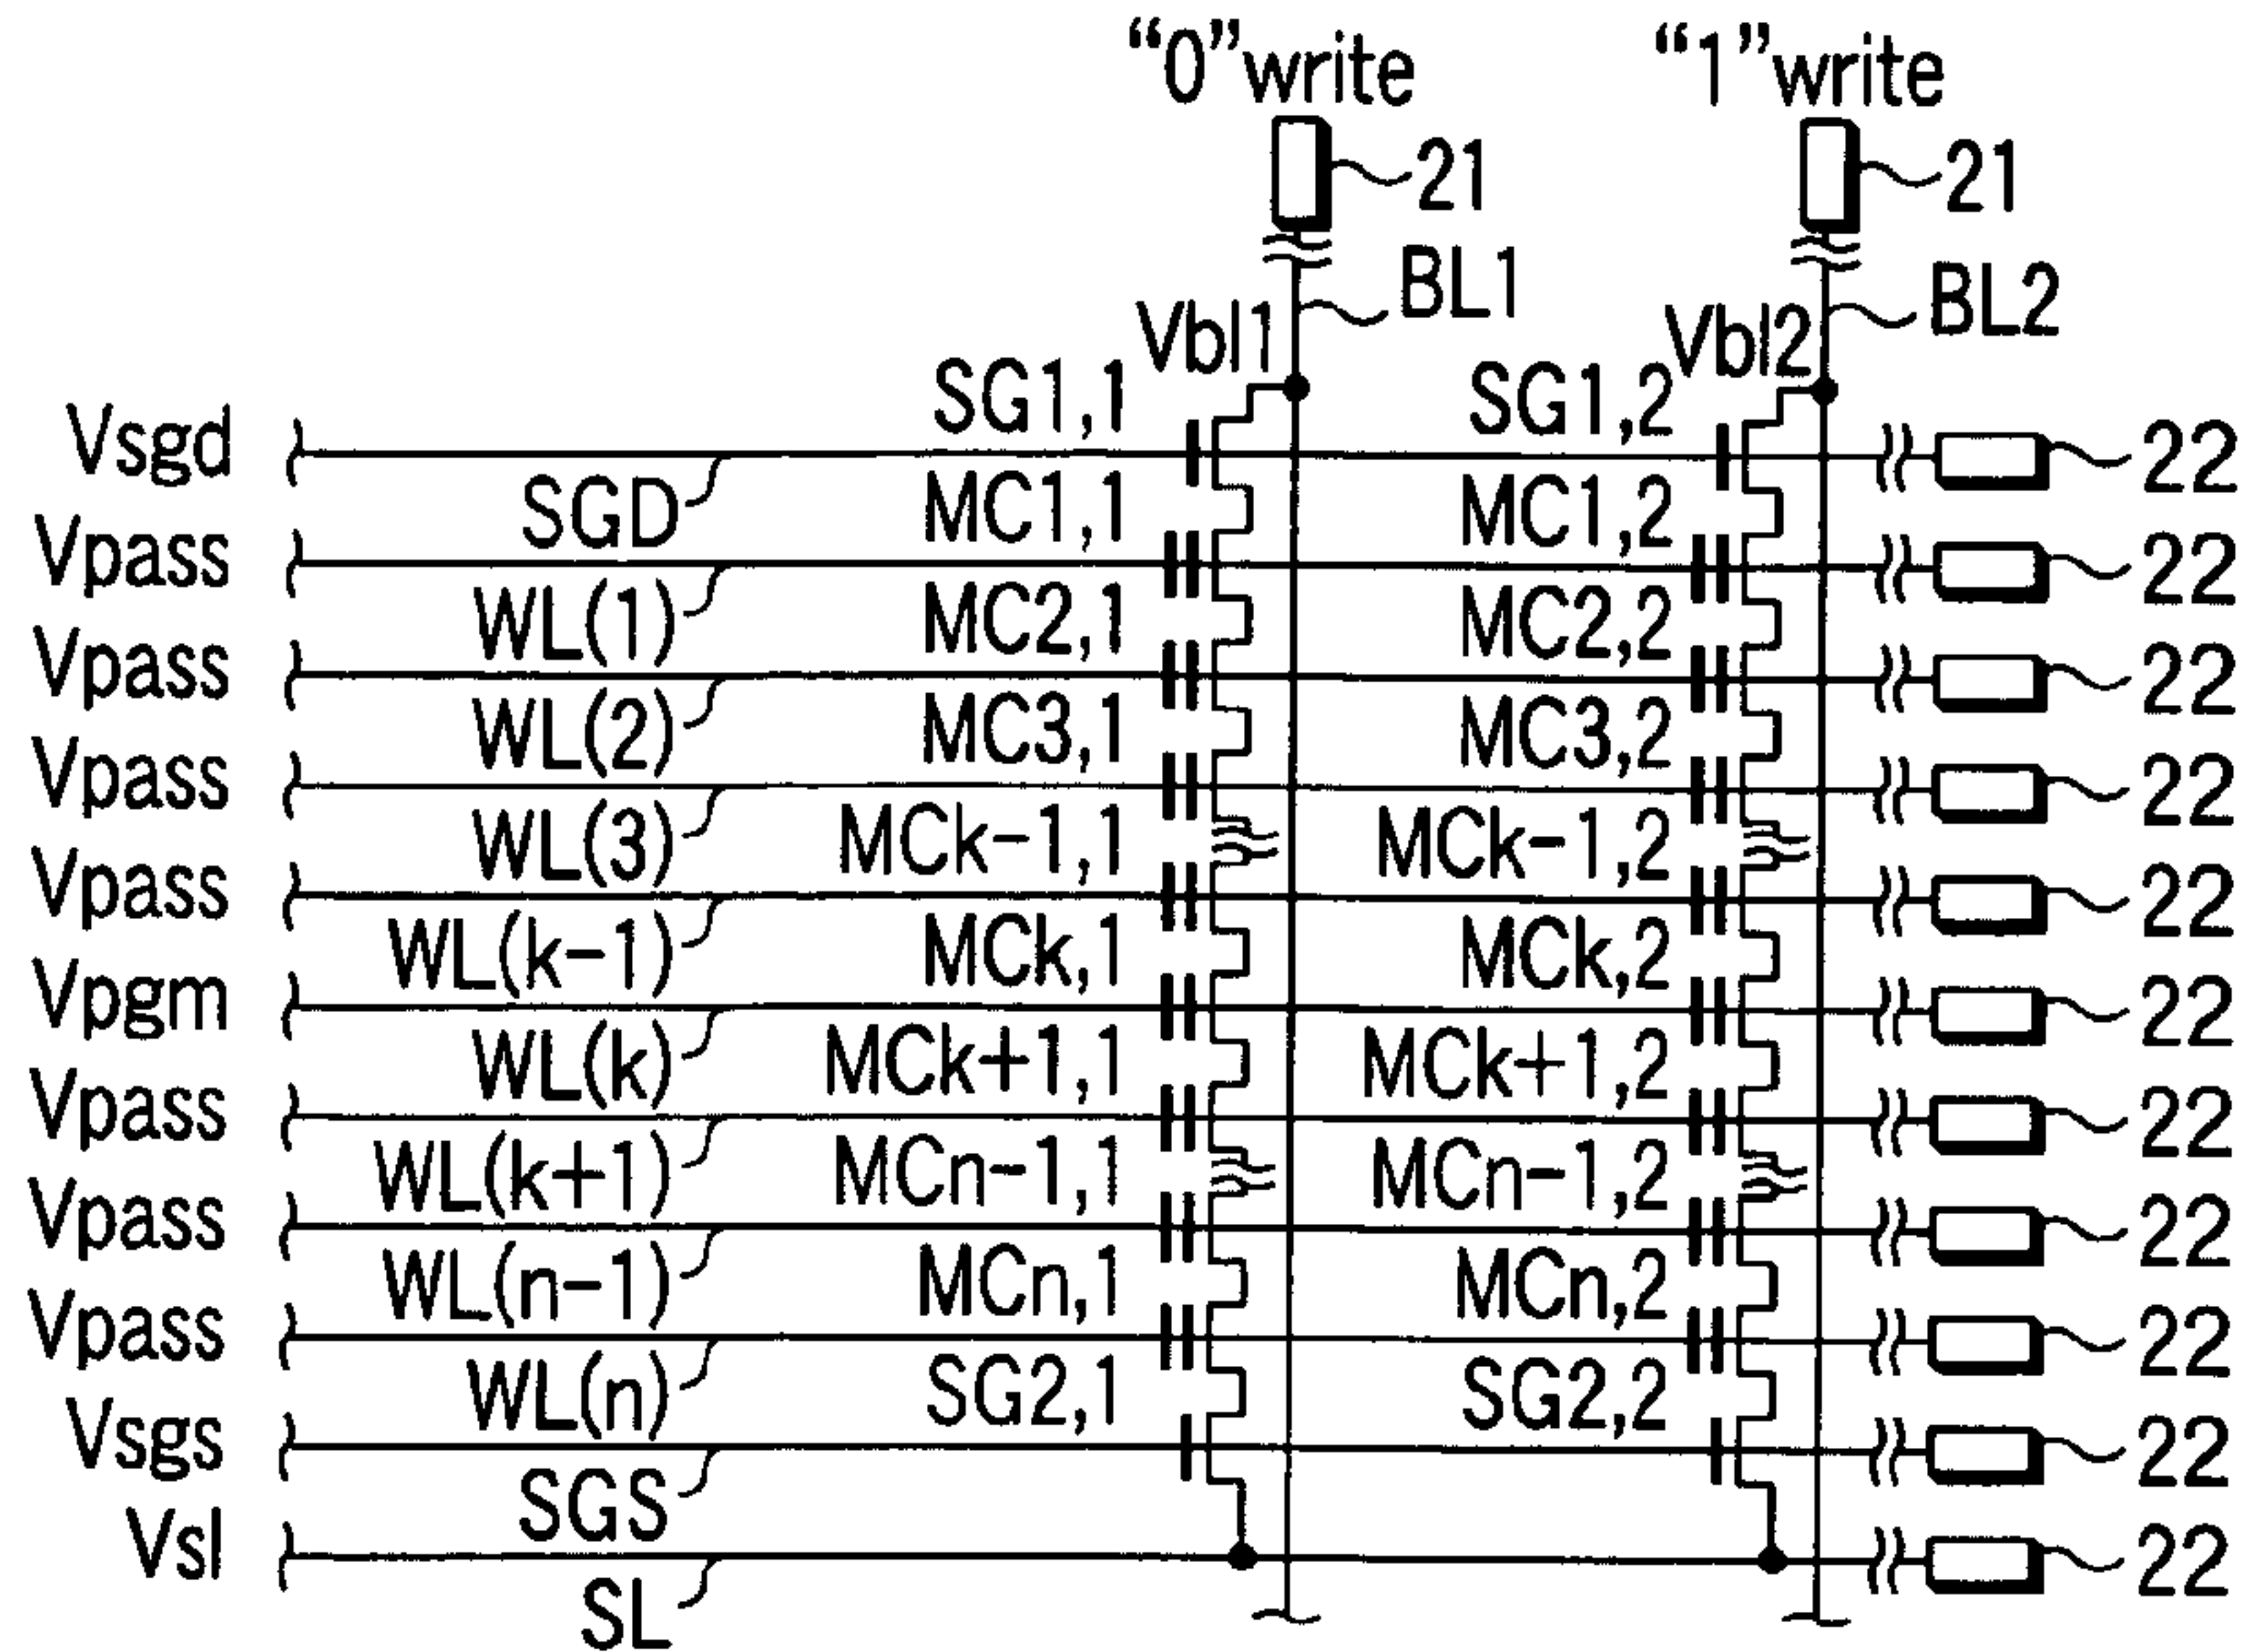 “0”write “1”write
21 21
BL1 BL2
Vbl1 Vbl2
SG1,1 SG1,2
Vsgd 22
SGD MC1,1 MC1,2
Vpass 22
WL(1) MC2,1 MC2,2
Vpass 22
WL(2) MC3,1 MC3,2
Vpass 22
WL(3) MCk-1,1 MCk-1,2
Vpass 22
WL(k-1) MCk,1 MCk,2
Vpgm 22
WL(k) MCk+1,1 MCk+1,2
Vpass 22
WL(k+1) MCn-1,1 MCn-1,2
Vpass 22
WL(n-1) MCn,1 MCn,2
Vpass 22
WL(n) SG2,1 SG2,2
Vsgs 22
SGS
Vsl 22
SL